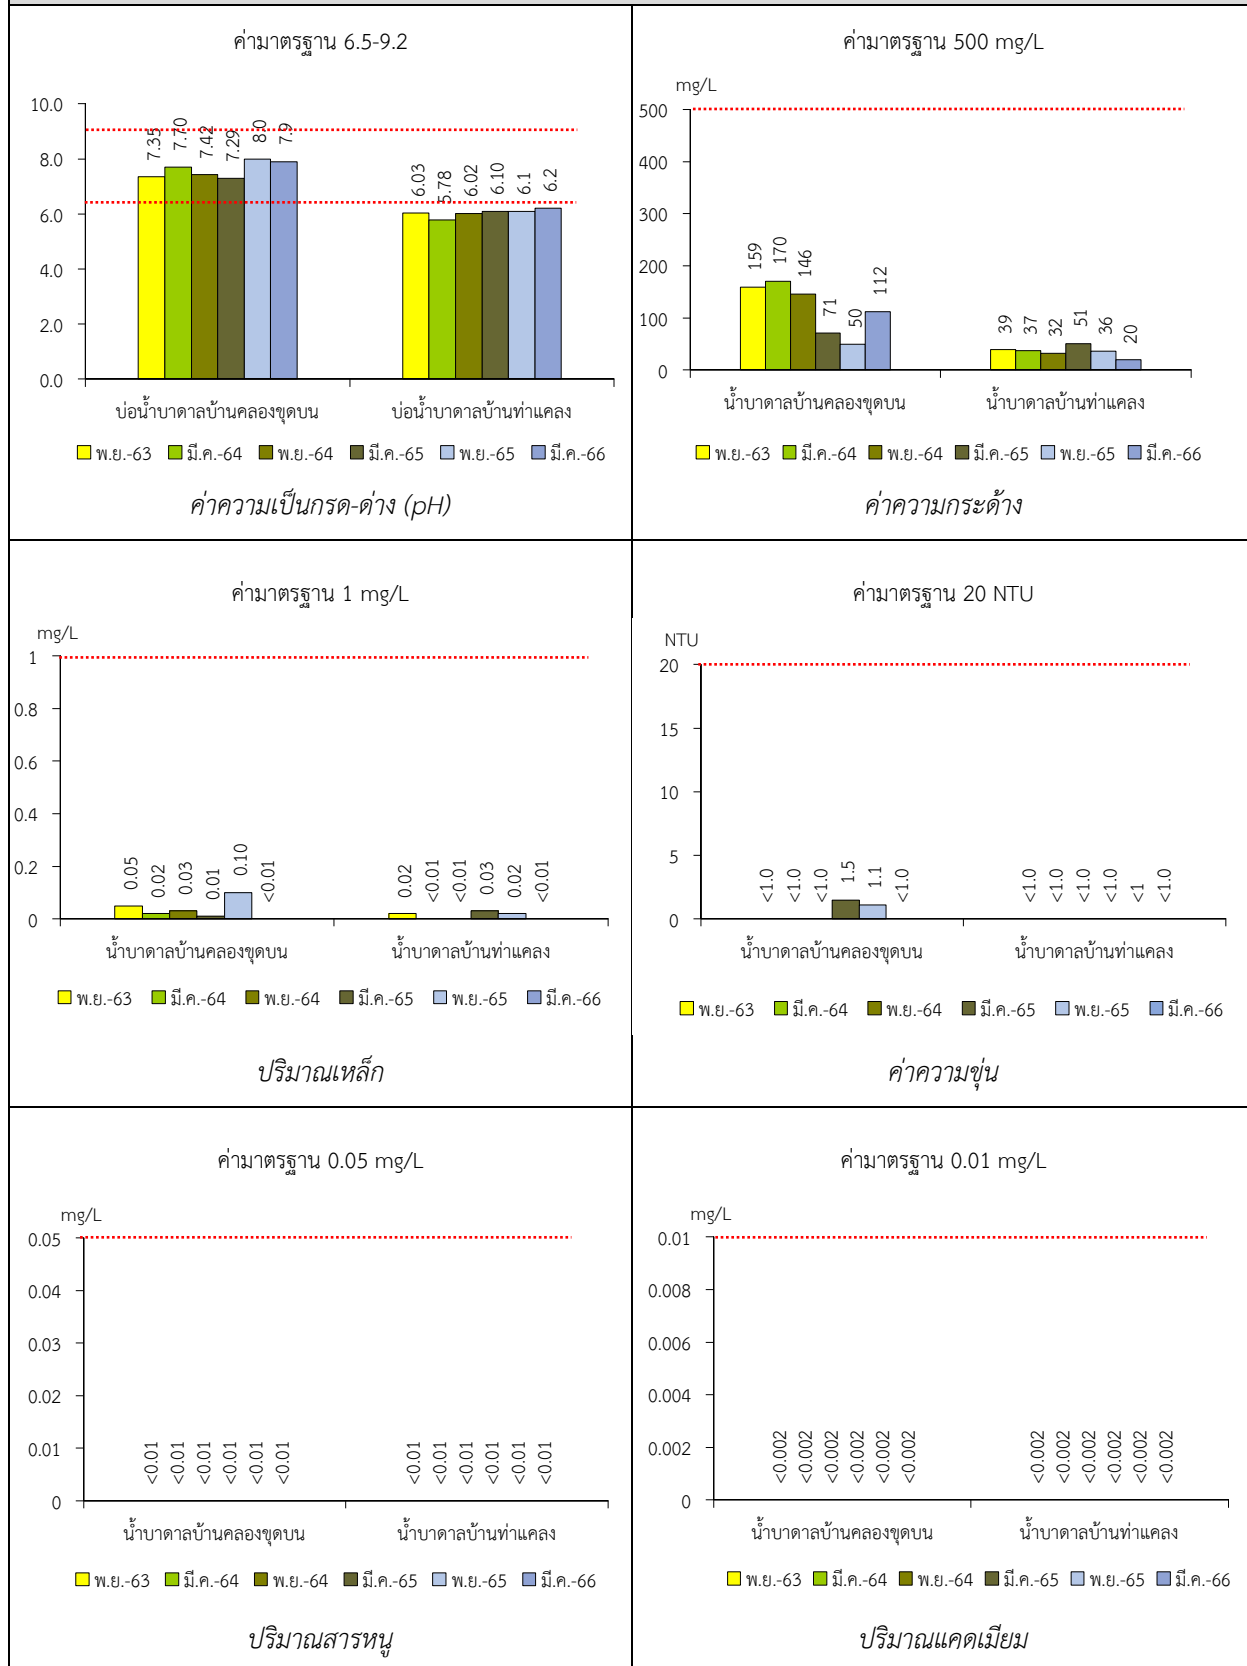 ค่ามาตรฐาน 6.5-9.2
10.0
8.0
6.0
4.0
2.0
0.0
7.35 7.70 7.42 7.29 8.0 7.9
6.03 5.78 6.02 6.10 6.1 6.2
บ่อน้ำบาดาลบ้านคลองขุดบน บ่อน้ำบาดาลบ้านท่าแคลง
พ.ย.-63 มี.ค.-64 พ.ย.-64 มี.ค.-65 พ.ย.-65 มี.ค.-66
ค่าความเป็นกรด-ด่าง (pH)
ค่ามาตรฐาน 500 mg/L
mg/L
500
400
300
200
100
0
159 170 146 71 50 112
39 37 32 51 36 20
น้ำบาดาลบ้านคลองขุดบน น้ำบาดาลบ้านท่าแคลง
พ.ย.-63 มี.ค.-64 พ.ย.-64 มี.ค.-65 พ.ย.-65 มี.ค.-66
ค่าความกระด้าง
ค่ามาตรฐาน 1 mg/L
mg/L
1
0.8
0.6
0.4
0.2
0
0.05 0.02 0.03 0.01 0.10 <0.01
0.02 <0.01 <0.01 0.03 0.02 <0.01
น้ำบาดาลบ้านคลองขุดบน น้ำบาดาลบ้านท่าแคลง
พ.ย.-63 มี.ค.-64 พ.ย.-64 มี.ค.-65 พ.ย.-65 มี.ค.-66
ปริมาณเหล็ก
ค่ามาตรฐาน 20 NTU
NTU
20
15
10
5
0
<1.0 <1.0 <1.0 1.5 1.1 <1.0
<1.0 <1.0 <1.0 <1.0 <1 <1.0
น้ำบาดาลบ้านคลองขุดบน น้ำบาดาลบ้านท่าแคลง
พ.ย.-63 มี.ค.-64 พ.ย.-64 มี.ค.-65 พ.ย.-65 มี.ค.-66
ค่าความขุ่น
ค่ามาตรฐาน 0.05 mg/L
mg/L
0.05
0.04
0.03
0.02
0.01
0
<0.01 <0.01 <0.01 <0.01 <0.01 <0.01
<0.01 <0.01 <0.01 <0.01 <0.01 <0.01
น้ำบาดาลบ้านคลองขุดบน น้ำบาดาลบ้านท่าแคลง
พ.ย.-63 มี.ค.-64 พ.ย.-64 มี.ค.-65 พ.ย.-65 มี.ค.-66
ปริมาณสารหนู
ค่ามาตรฐาน 0.01 mg/L
mg/L
0.01
0.008
0.006
0.004
0.002
0
<0.002 <0.002 <0.002 <0.002 <0.002 <0.002
<0.002 <0.002 <0.002 <0.002 <0.002 <0.002
น้ำบาดาลบ้านคลองขุดบน น้ำบาดาลบ้านท่าแคลง
พ.ย.-63 มี.ค.-64 พ.ย.-64 มี.ค.-65 พ.ย.-65 มี.ค.-66
ปริมาณแคดเมียม